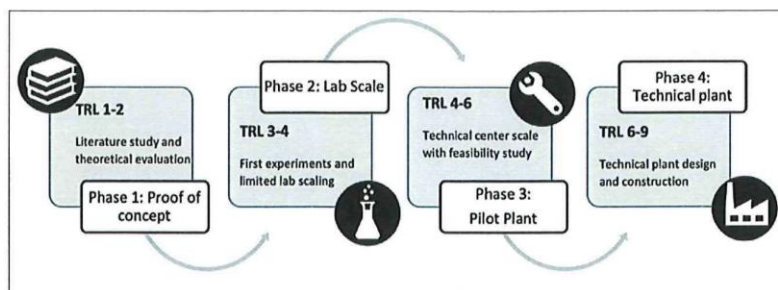 TRL 1-2
Literature study and
theoretical evaluation
Phase 1: Proof of
concept
Phase 2: Lab Scale
TRL 3-4
First experiments and
limited lab scaling
TRL 4-6
Technical center scale
with feasibility study
Phase 3:
Pilot Plant
Phase 4:
Technical plant
TRL 6-9
Technical plant design
and construction